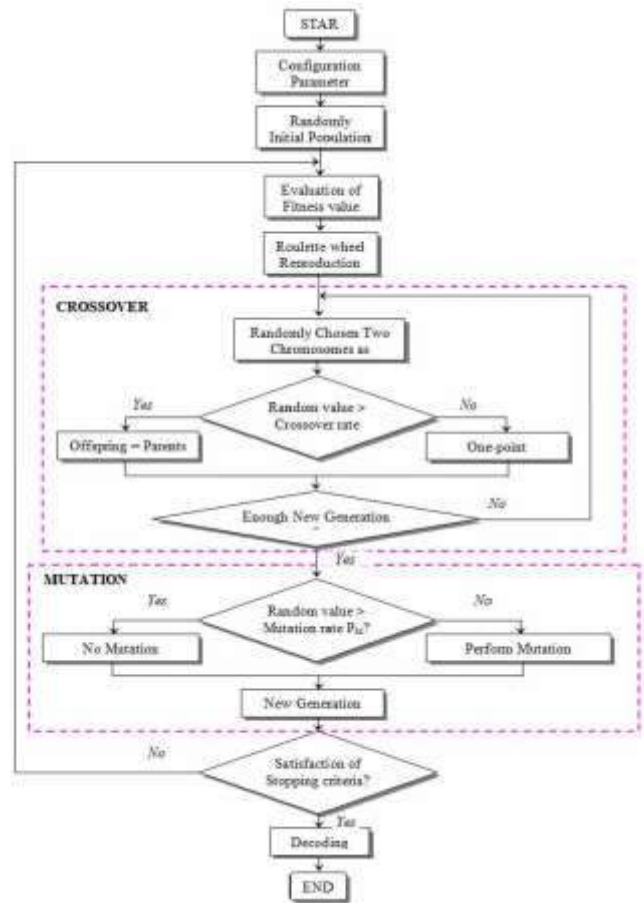 STAR
Configuration
Parameter
Randomly
Initial Population
Evaluation of
Fitness value
Roulette wheel
Reproduction
CROSSOVER
Randomly Chosen Two
Chromosomes as
Yes
Random value >
Crossover rate
No
Offspring = Parents
One-point
Enough New Generation
No
Yes
MUTATION
Yes
Random value >
Mutation rate
No
No Mutation
Perform Mutation
New Generation
No
Satisfaction of
Stopping criteria?
Yes
Decoding
END